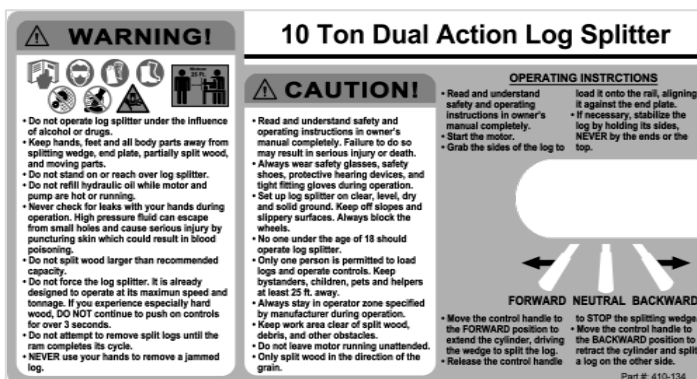 WARNING!
Minimum
25 Ft.
• Do not operate log splitter under the influence
of alcohol or drugs.
• Keep hands, feet and all body parts away from
splitting wedge, end plate, partially split wood,
and moving parts.
• Do not stand on or reach over log splitter.
• Do not refill hydraulic oil while motor and
pump are hot or running.
• Never check for leaks with your hands during
operation. High pressure fluid can escape
from small holes and cause serious injury by
puncturing skin which could result in blood
poisoning.
• Do not split wood larger than recommended
capacity.
• Do not force the log splitter. It is already
designed to operate at its maximun speed and
tonnage. If you experience especially hard
wood, DO NOT continue to push on controls
for over 3 seconds.
• Do not attempt to remove split logs until the
ram completes its cycle.
• NEVER use your hands to remove a jammed
log.
10 Ton Dual Action Log Splitter
CAUTION!
• Read and understand safety and
operating instructions in owner's
manual completely. Failure to do so
may result in serious injury or death.
• Always wear safety glasses, safety
shoes, protective hearing devices, and
tight fitting gloves during operation.
• Set up log splitter on clear, level, dry
and solid ground. Keep off slopes and
slippery surfaces. Always block the
wheels.
• No one under the age of 18 should
operate log splitter.
• Only one person is permitted to load
logs and operate controls. Keep
bystanders, children, pets and helpers
at least 25 ft. away.
• Always stay in operator zone specified
by manufacturer during operation.
• Keep work area clear of split wood,
debris, and other obstacles.
• Do not leave motor running unattended.
• Only split wood in the direction of the
grain.
OPERATING INSTRCTIONS
• Read and understand
safety and operating
instructions in owner's
manual completely.
• Start the motor.
• Grab the sides of the log to
load it onto the rail, aligning
it against the end plate.
• If necessary, stabilize the
log by holding its sides,
NEVER by the ends or the
top.
FORWARD NEUTRAL BACKWARD
• Move the control handle to
the FORWARD position to
extend the cylinder, driving
the wedge to split the log.
• Release the control handle
to STOP the splitting wedge.
• Move the control handle to
the BACKWARD position to
retract the cylinder and split
a log on the other side.
Part #: 410-134